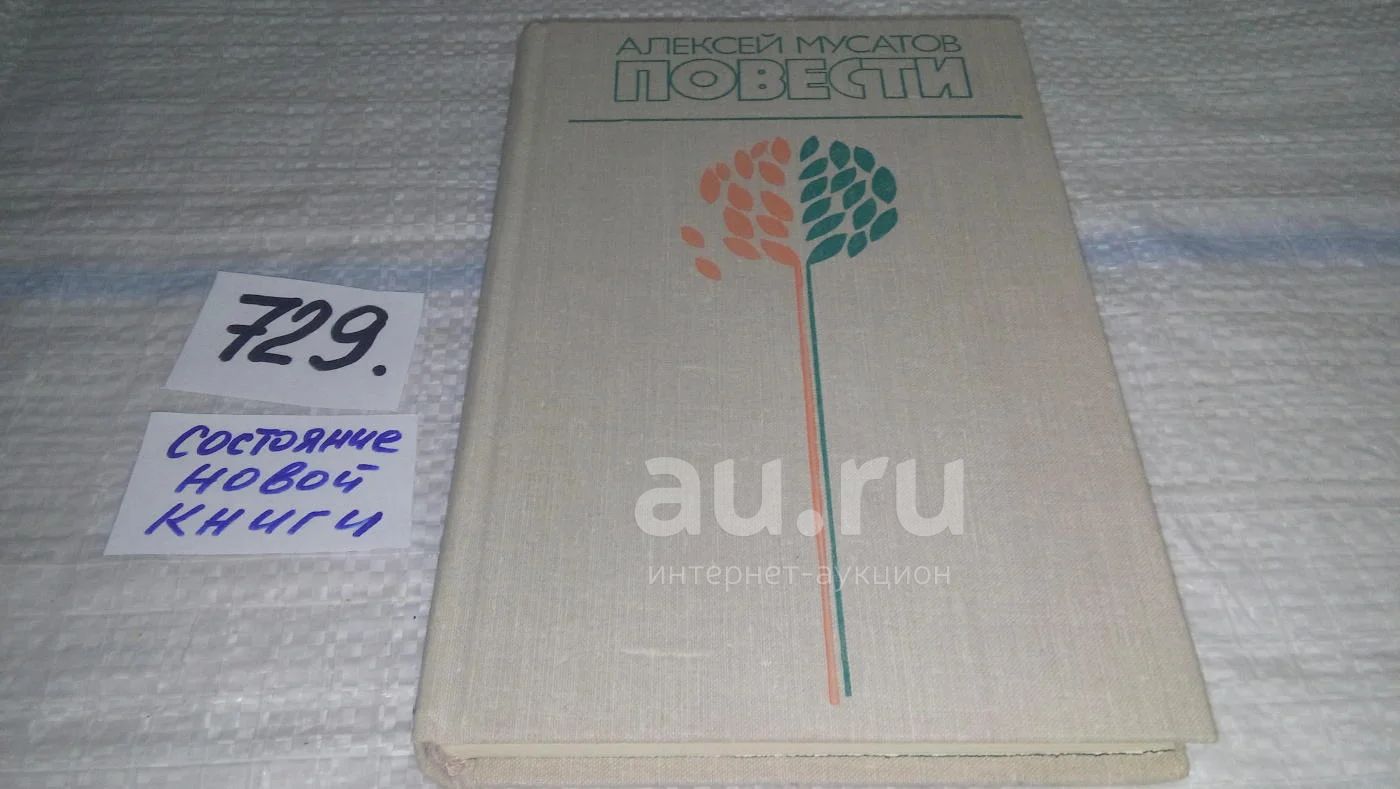 АЛЕКСЕЙ МУСАТОВ
ПОВЕСТИ
729.
СОСТОЯНИЕ
НОВОЙ
КНИГИ
au.ru
интернет-аукцион